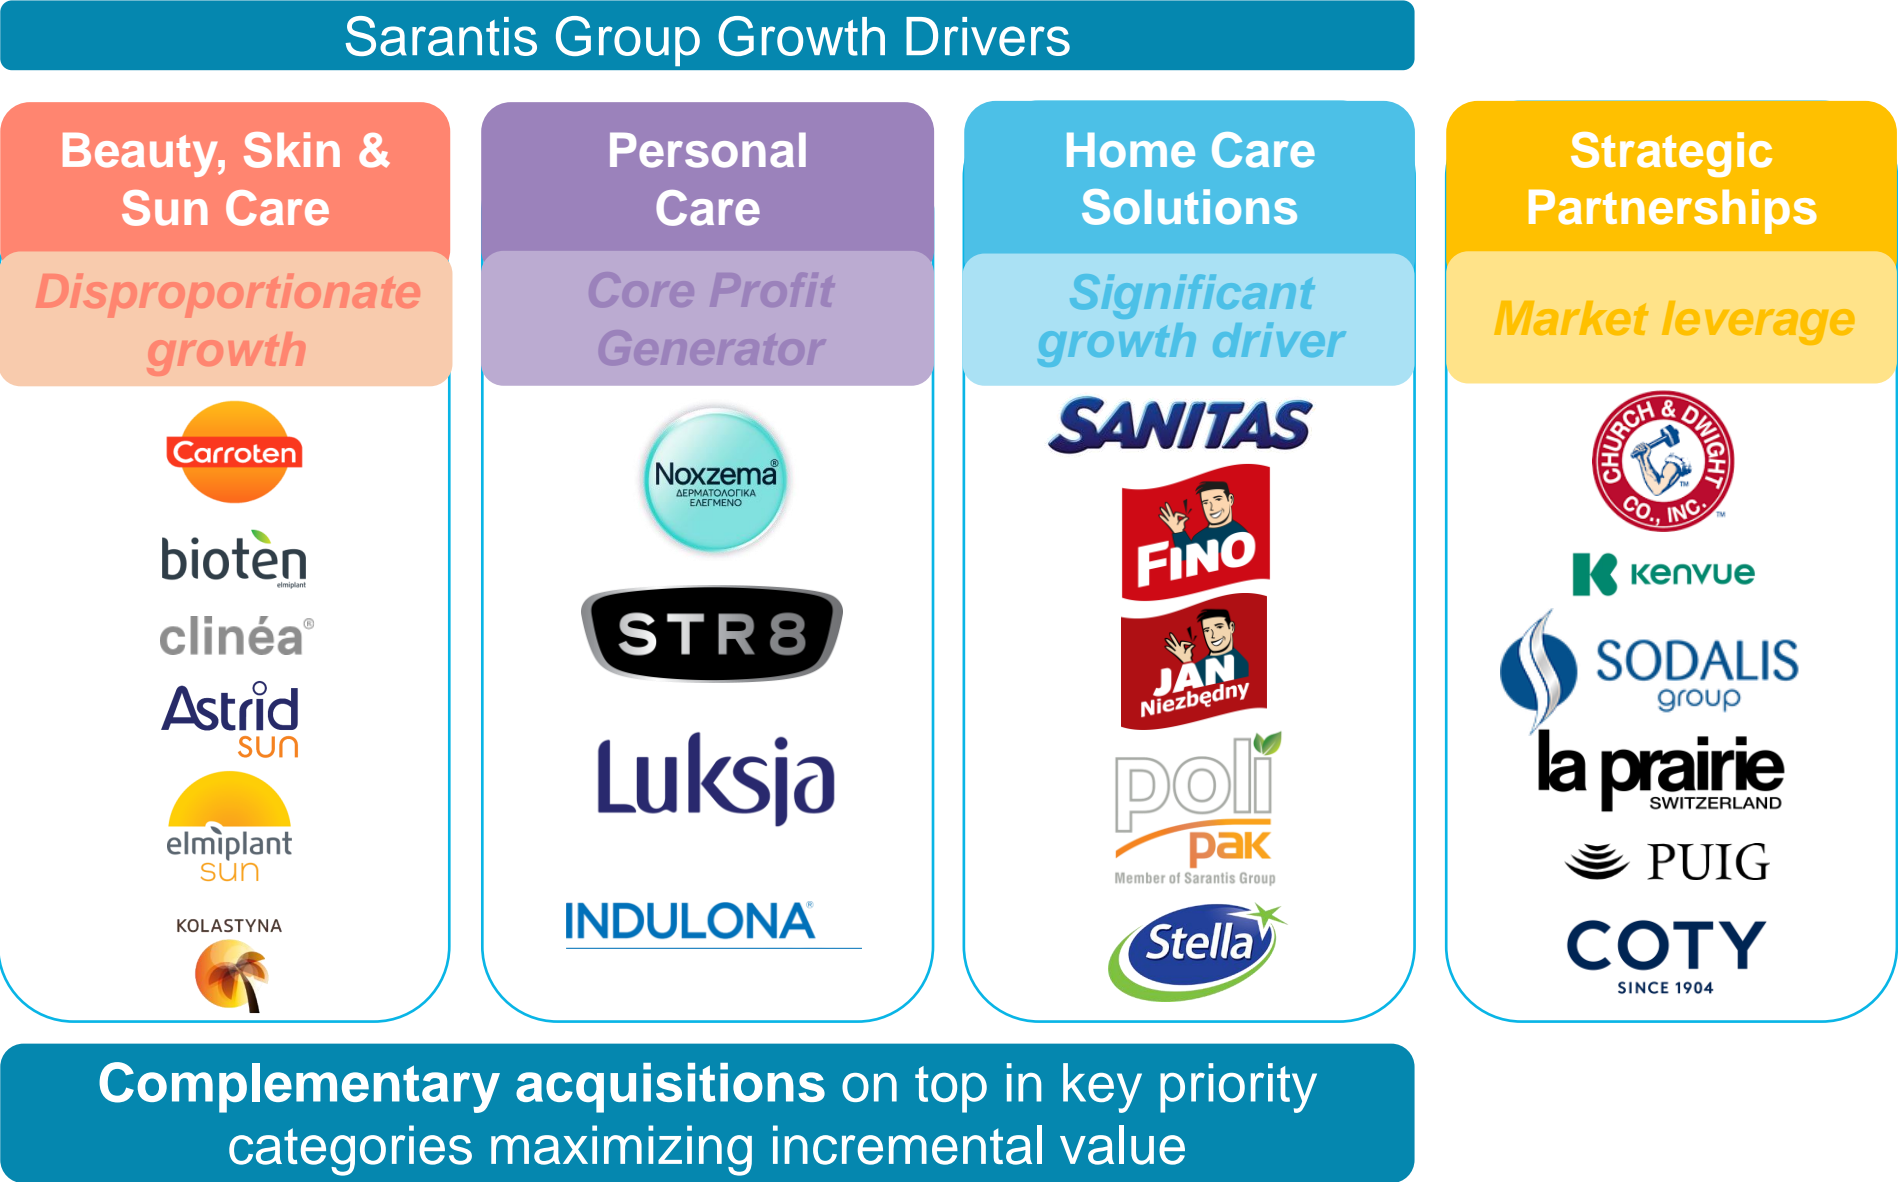 Sarantis Group Growth Drivers
Beauty, Skin &
Sun Care
Disproportionate
growth
Carroten
biotèn
elmiplant
clinéa®
Astrid
sun
elmiplant
sun
KOLASTYNA
Personal
Care
Core Profit
Generator
Noxzema®
ΔΕΡΜΑΤΟΛΟΓΙΚΑ
ΕΛΕΓΜΕΝΟ
STR8
Luksja
INDULONA®
Home Care
Solutions
Significant
growth driver
SANITAS
FINO
JAN
Niezbędny
poli
pak
Member of Sarantis Group
Stella
Strategic
Partnerships
Market leverage
CHURCH & DWIGHT
CO., INC.
TM
TM
kenvue
SODALIS
group
la prairie
SWITZERLAND
PUIG
COTY
SINCE 1904
Complementary acquisitions on top in key priority
categories maximizing incremental value